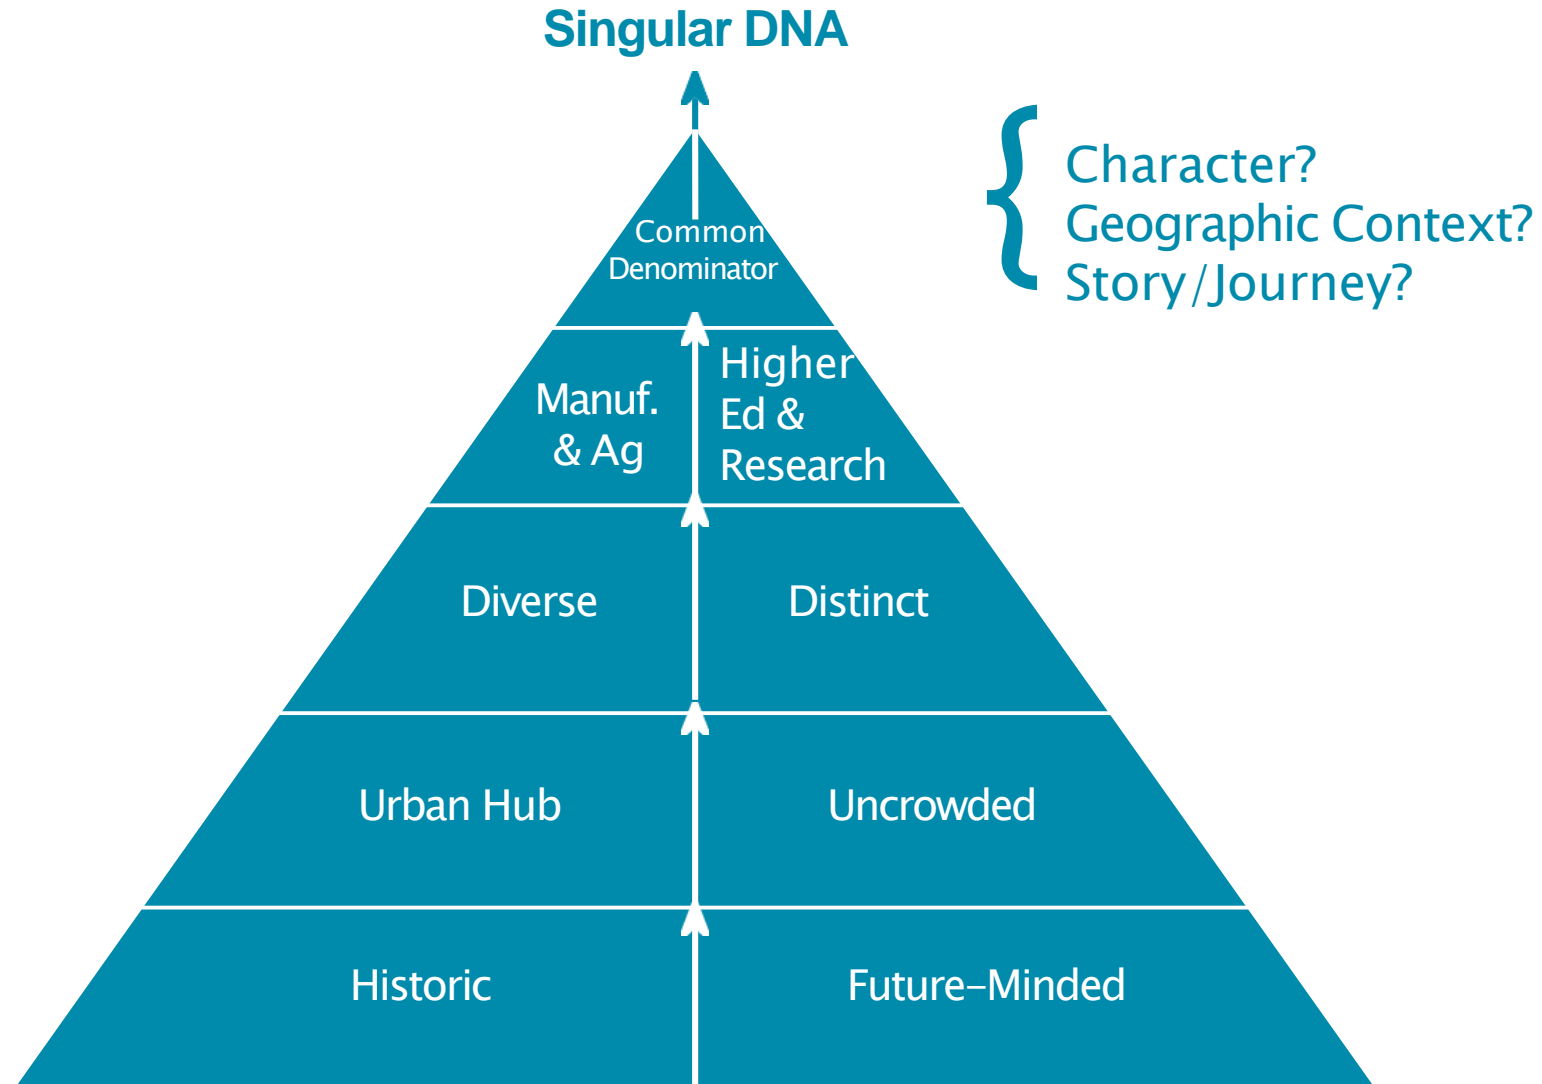 Singular DNA
{
Character?
Geographic Context?
Story/Journey?
Common
Denominator
Manuf.
& Ag
Higher
Ed &
Research
Diverse
Distinct
Urban Hub
Uncrowded
Historic
Future–Minded